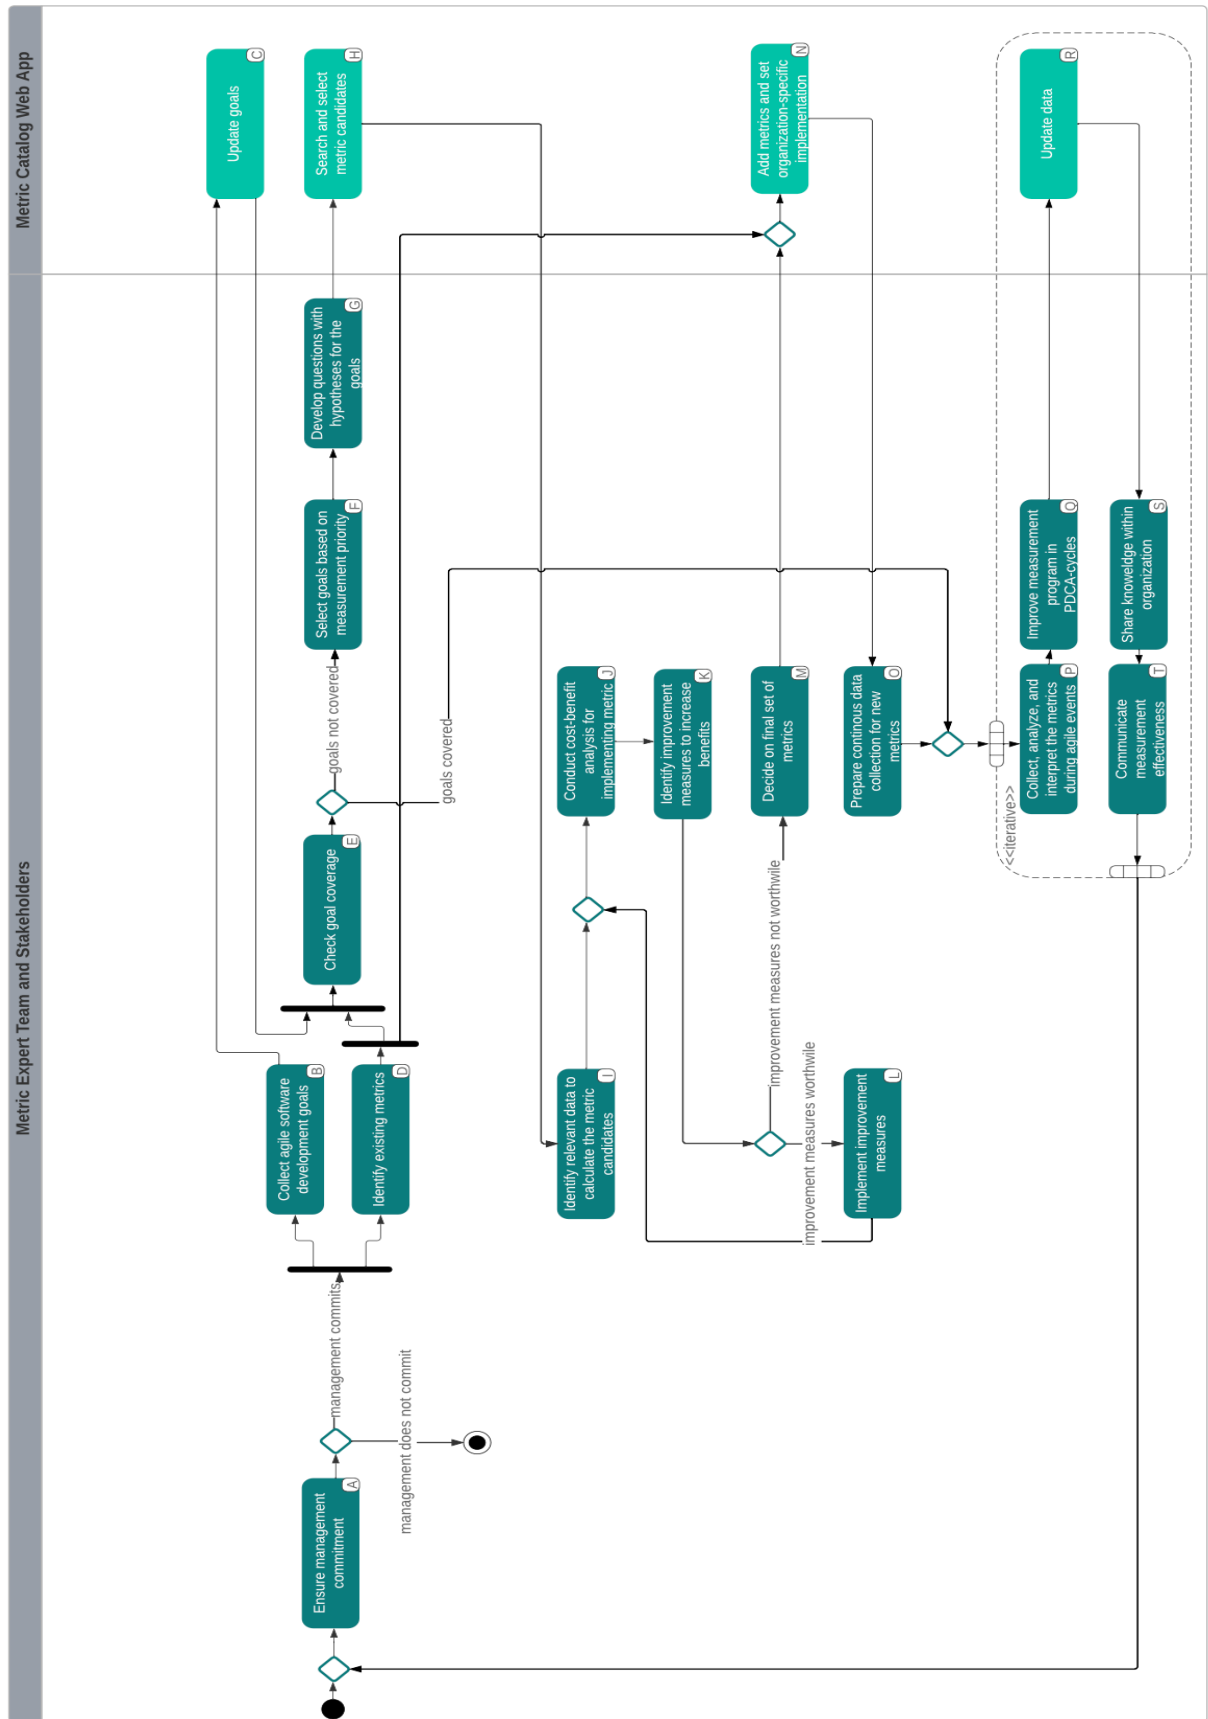 Metric Expert Team and Stakeholders
Metric Catalog Web App
Ensure management
commitment
A
management commits
management does not commit
Collect agile software
development goals
B
Update goals
C
Identify existing metrics
D
Check goal coverage
E
goals not covered
goals covered
Select goals based on
measurement priority
F
Develop questions with
hypotheses for the
goals
G
Search and select
metric candidates
H
Identify relevant data to
calculate the metric
candidates
I
Conduct cost-benefit
analysis for
implementing metric
J
Identify improvement
measures to increase
benefits
K
improvement measures not worthwile
improvement measures worthwile
Implement improvement
measures
L
Decide on final set of
metrics
M
Add metrics and set
organization-specific
implementation
N
Prepare continous data
collection for new
metrics
O
<<iterative>>
Collect, analyze, and
interpret the metrics
during agile events
P
Improve measurement
program in
PDCA-cycles
Q
Update data
R
Share knoweldge within
organization
S
Communicate
measurement
effectiveness
T